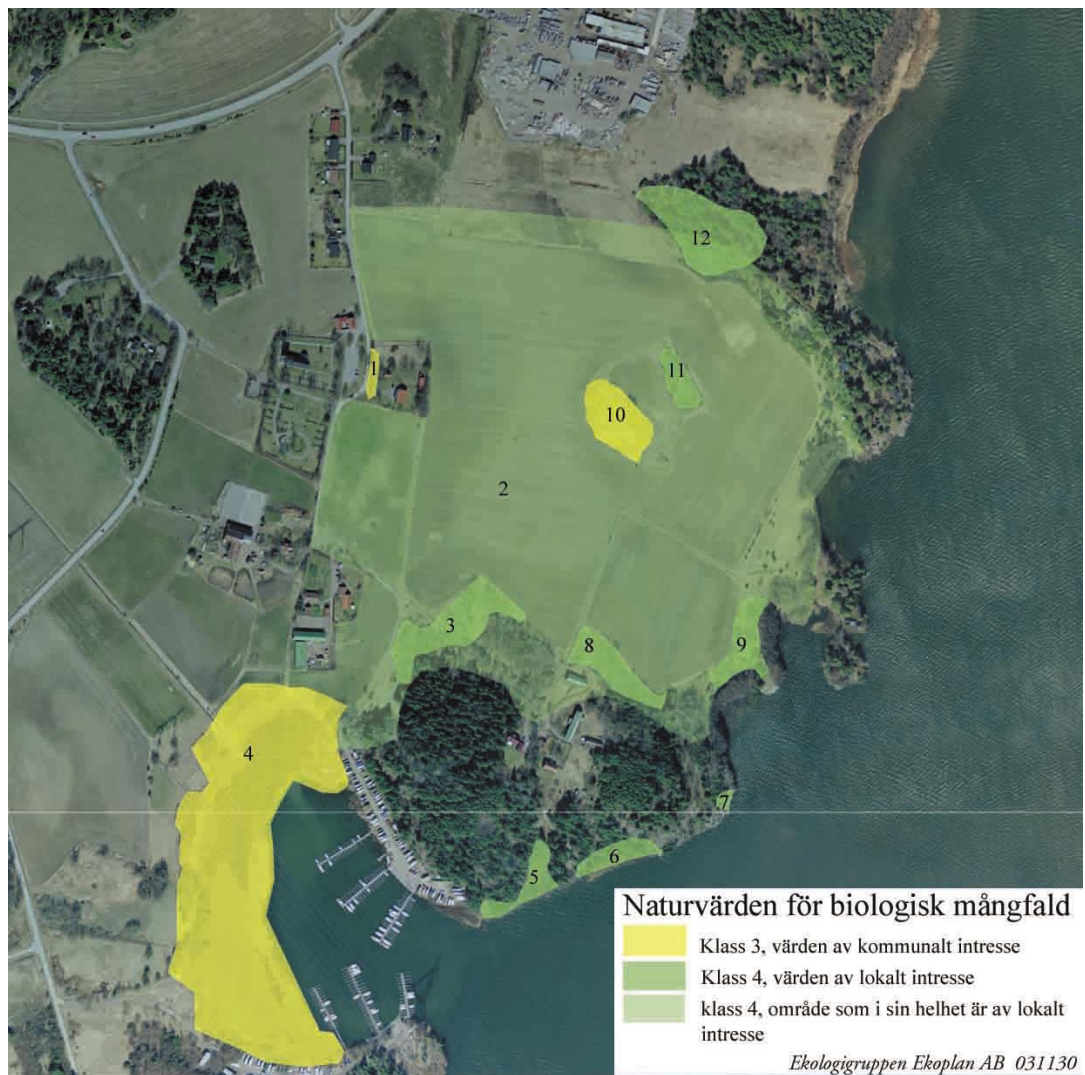 12
1
11
10
2
3
8
9
4
7
6
5
Naturvärden för biologisk mångfald
Klass 3, värden av kommunalt intresse
Klass 4, värden av lokalt intresse
klass 4, område som i sin helhet är av lokalt
intresse
Ekologigruppen Ekoplan AB 031130